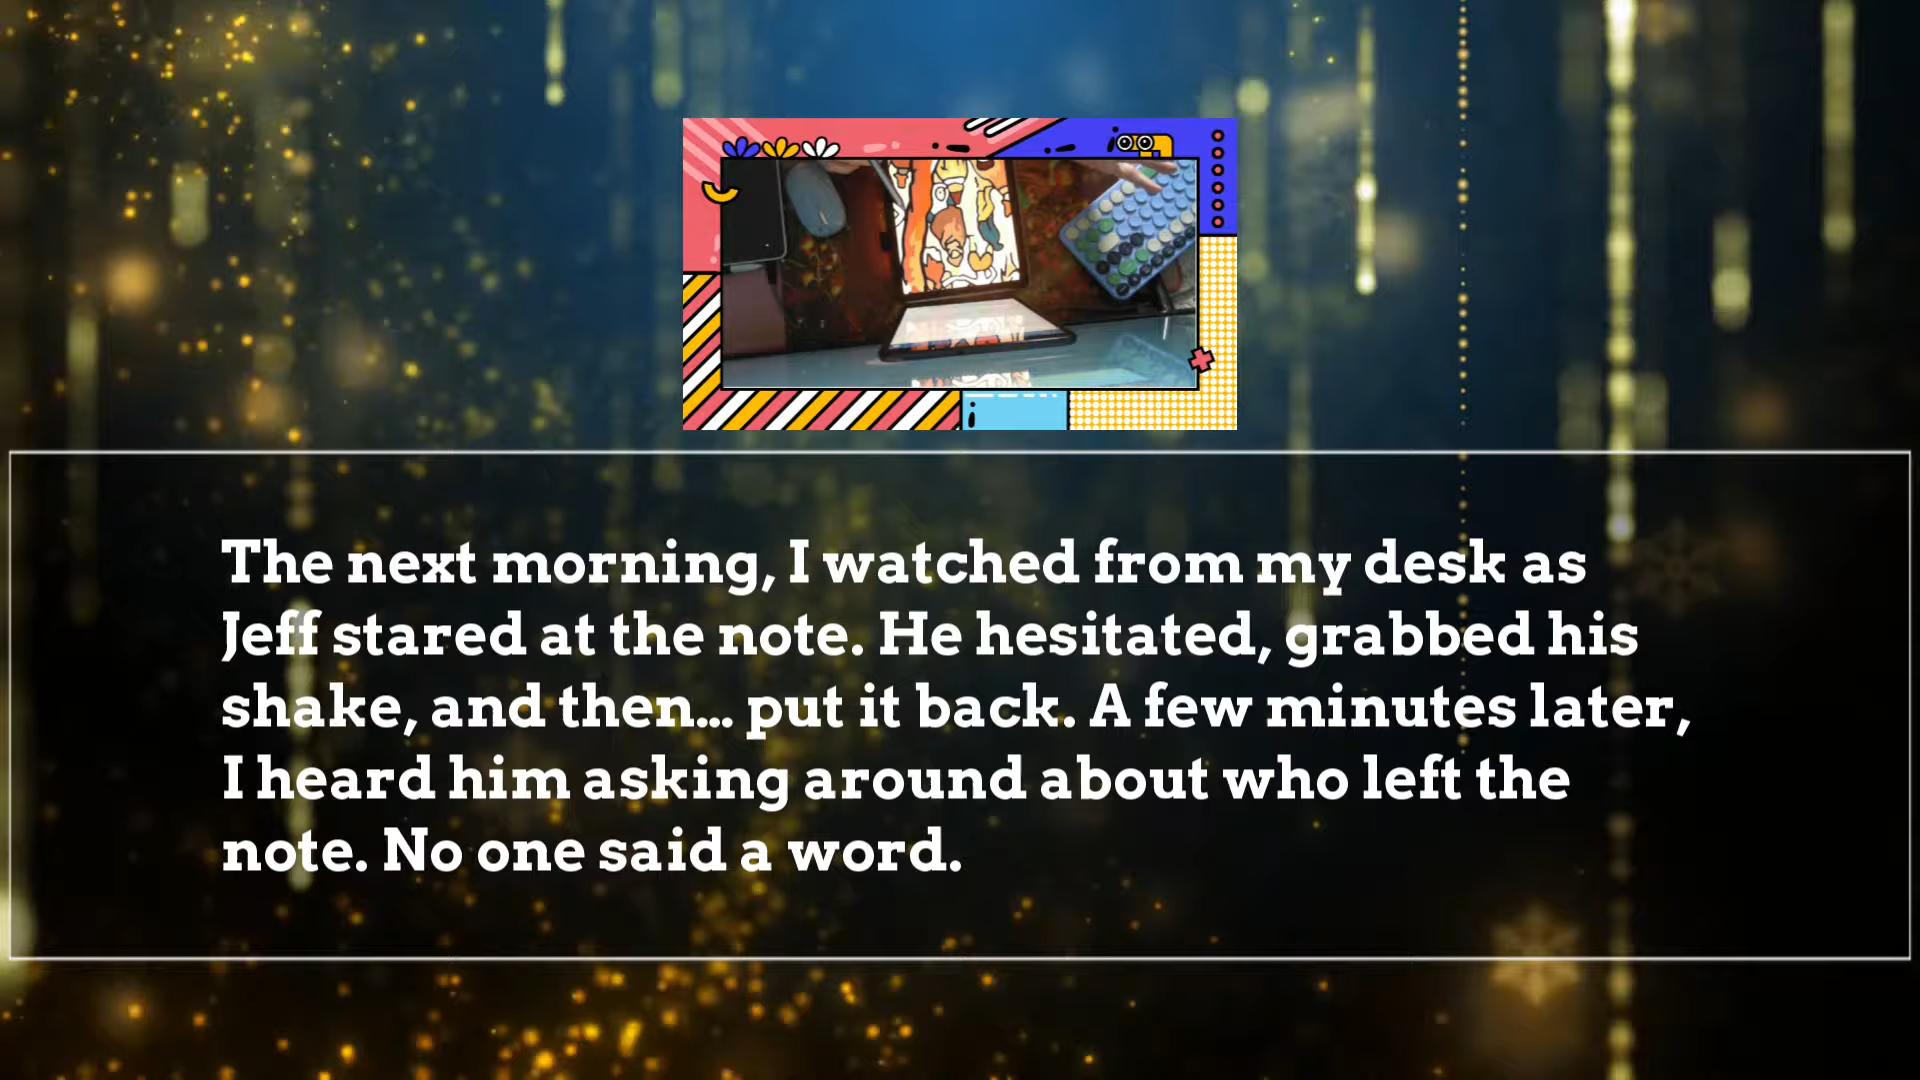 The next morning, I watched from my desk as
Jeff stared at the note. He hesitated, grabbed his
shake, and then... put it back. A few minutes later,
I heard him asking around about who left the
note. No one said a word.